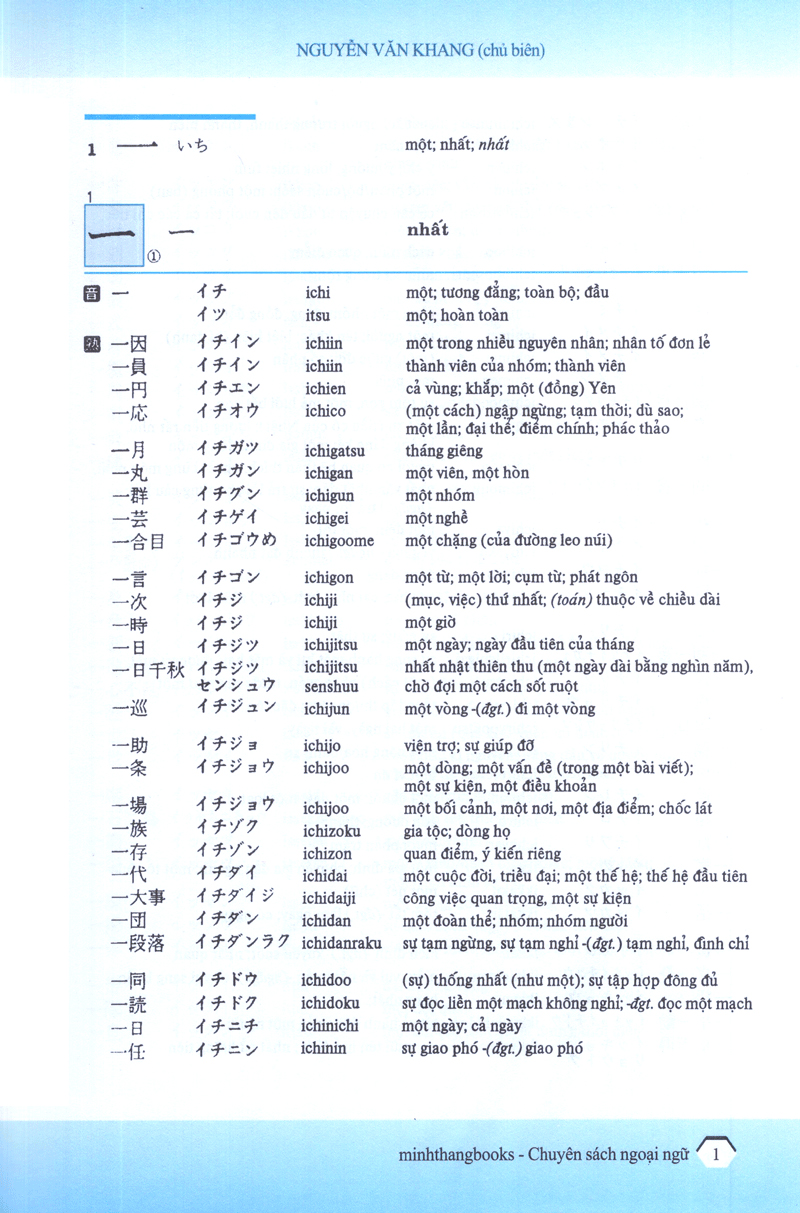 NGUYỄN VĂN KHANG (chủ biên)
1 一 いち một; nhất; nhất
1
一 ① 一 nhất
音 一 イチ ichi một; tương đẳng; toàn bộ; đầu
イツ itsu một; hoàn toàn
熟 一因 イチイン ichiin một trong nhiều nguyên nhân; nhân tố đơn lẻ
一員 イチイン ichiin thành viên của nhóm; thành viên
一円 イチエン ichien cả vùng; khắp; một (đồng) Yên
一応 イチオウ ichico (một cách) ngập ngừng; tạm thời; dù sao;
một lần; đại thể; điểm chính; phác thảo
一月 イチガツ ichigatsu tháng giêng
一丸 イチガン ichigan một viên, một hòn
一群 イチグン ichigun một nhóm
一芸 イチゲイ ichigei một nghề
一合目 イチゴウめ ichigoome một chặng (của đường leo núi)
一言 イチゴン ichigon một từ; một lời; cụm từ; phát ngôn
一次 イチジ ichiji (mục, việc) thứ nhất; (toán) thuộc về chiều dài
一時 イチジ ichiji một giờ
一日 イチジツ ichijitsu một ngày; ngày đầu tiên của tháng
一日千秋 イチジツ ichijitsu nhất nhật thiên thu (một ngày dài bằng nghìn năm),
センシュウ senshuu chờ đợi một cách sốt ruột
一巡 イチジュン ichijun một vòng -(đgt.) đi một vòng
一助 イチジョ ichijo viện trợ; sự giúp đỡ
一条 イチジョウ ichijoo một dòng; một vấn đề (trong một bài viết);
một sự kiện, một điều khoản
一場 イチジョウ ichijoo một bối cảnh, một nơi, một địa điểm; chốc lát
一族 イチゾク ichizoku gia tộc; dòng họ
一存 イチゾン ichizon quan điểm, ý kiến riêng
一代 イチダイ ichidai một cuộc đời, triều đại; một thế hệ; thế hệ đầu tiên
一大事 イチダイジ ichidaiji công việc quan trọng, một sự kiện
一団 イチダン ichidan một đoàn thể; nhóm; nhóm người
一段落 イチダンラク ichidanraku sự tạm ngừng, sự tạm nghỉ -(đgt.) tạm nghỉ, đình chỉ
一同 イチドウ ichidoo (sự) thống nhất (như một); sự tập hợp đông đủ
一読 イチドク ichidoku sự đọc liền một mạch không nghỉ; -đgt. đọc một mạch
一日 イチニチ ichinichi một ngày; cả ngày
一任 イチニン ichinin sự giao phó -(đgt.) giao phó
minhthangbooks - Chuyên sách ngoại ngữ 1